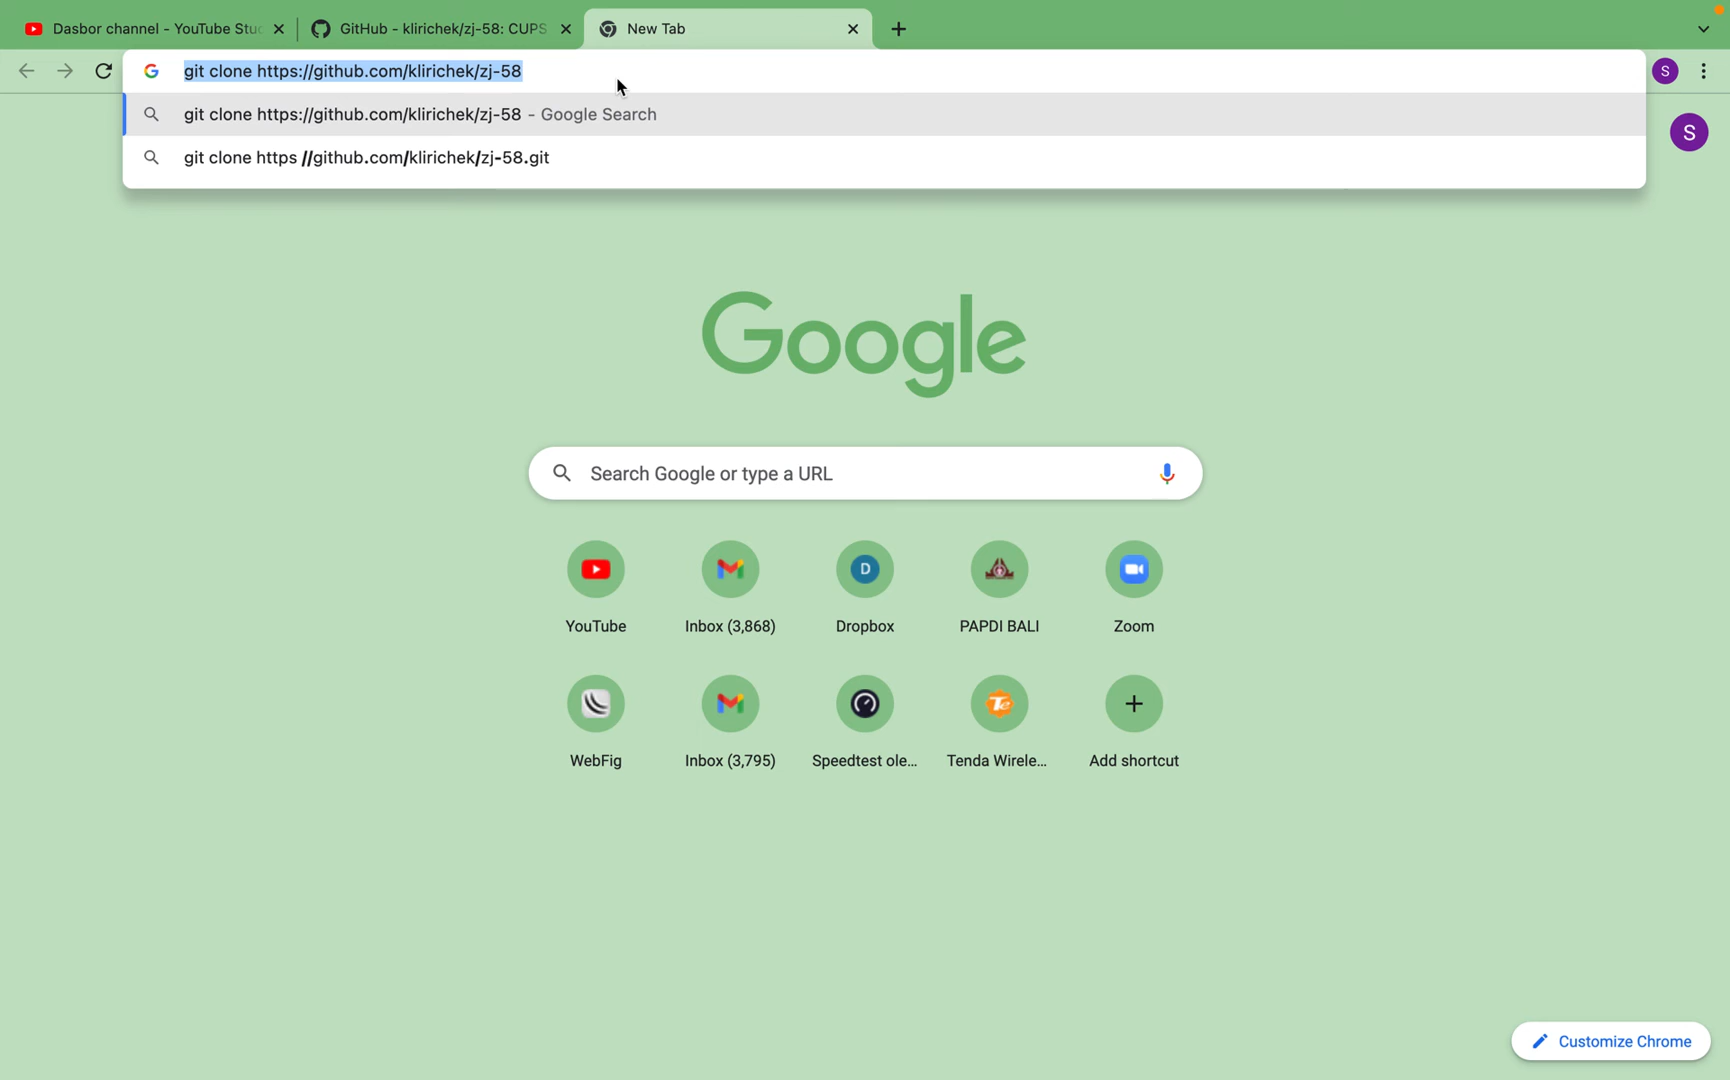 Dasbor channel - YouTube Stuc
GitHub - klirichek/zj-58: CUPS
New Tab
git clone https://github.com/klirichek/zj-58
S
git clone https://github.com/klirichek/zj-58 - Google Search
git clone https //github.com/klirichek/zj-58.git
S
Google
Search Google or type a URL
D
YouTube
Inbox (3,868)
Dropbox
PAPDI BALI
Zoom
Te
WebFig
Inbox (3,795)
Speedtest ole...
Tenda Wirele...
Add shortcut
Customize Chrome